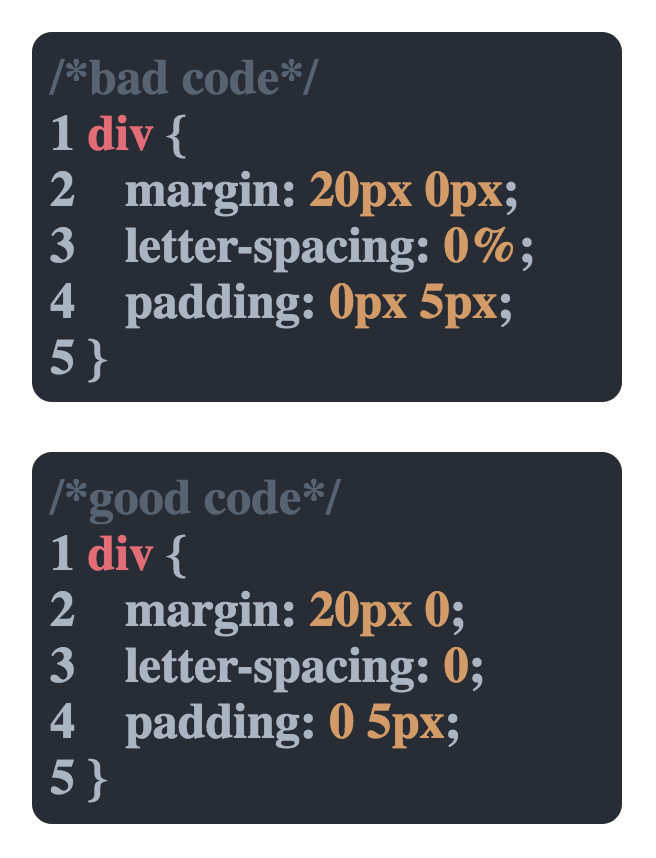 /*bad code*/
1 div {
2    margin: 20px 0px;
3    letter-spacing: 0%;
4    padding: 0px 5px;
5 }
/*good code*/
1 div {
2    margin: 20px 0;
3    letter-spacing: 0;
4    padding: 0 5px;
5 }